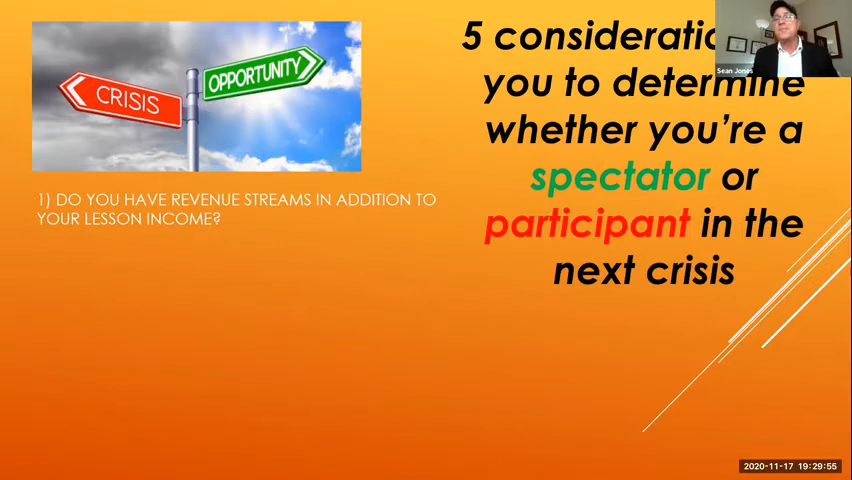 CRISIS
OPPORTUNITY
1) DO YOU HAVE REVENUE STREAMS IN ADDITION TO
YOUR LESSON INCOME?
5
you to determine
whether you're a
spectator or
participant in the
next crisis
Sean Jones
2020-11-17 19:29:55